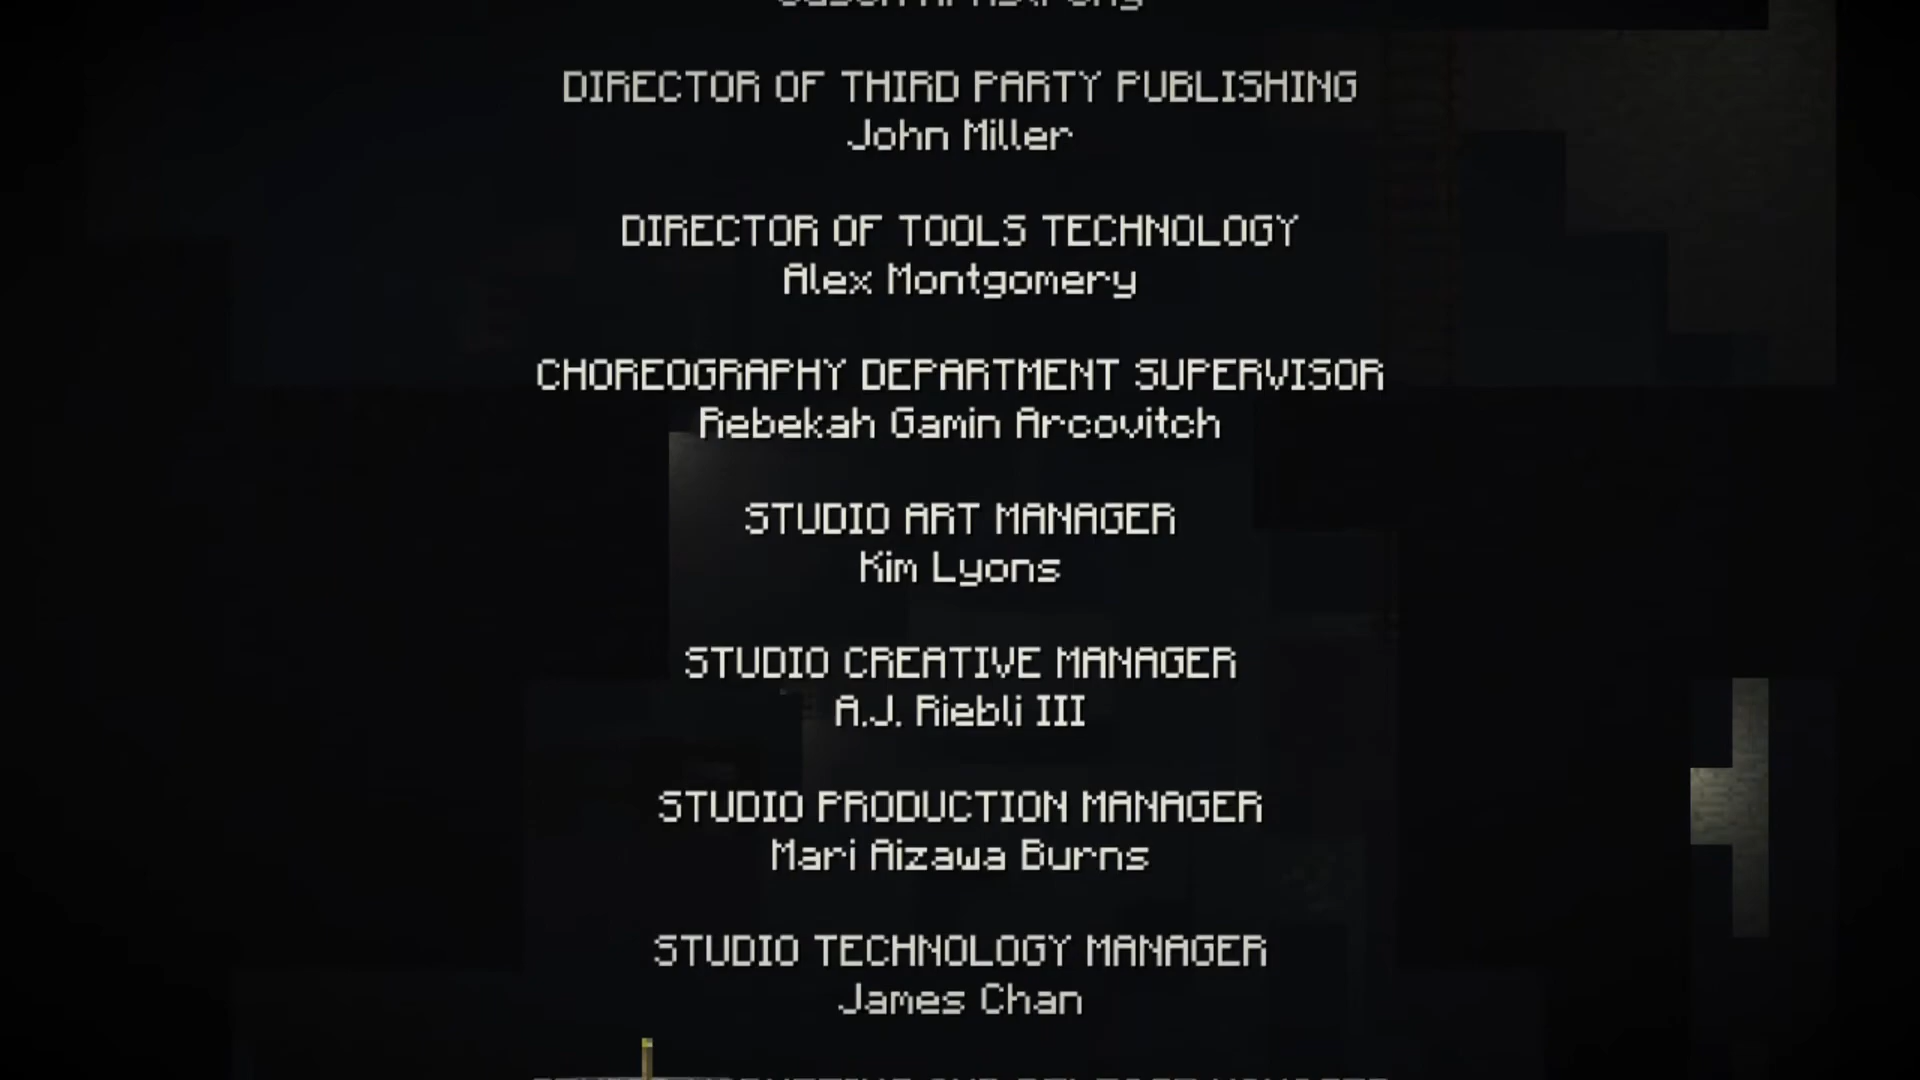 DIRECTOR OF THIRD PARTY PUBLISHING
John Miller
DIRECTOR OF TOOLS TECHNOLOGY
Alex Montgomery
CHOREOGRAPHY DEPARTMENT SUPERVISOR
Rebekah Gamin Arcovitch
STUDIO ART MANAGER
Kim Lyons
STUDIO CREATIVE MANAGER
A.J. Riebli III
STUDIO PRODUCTION MANAGER
Mari Aizawa Burns
STUDIO TECHNOLOGY MANAGER
James Chan